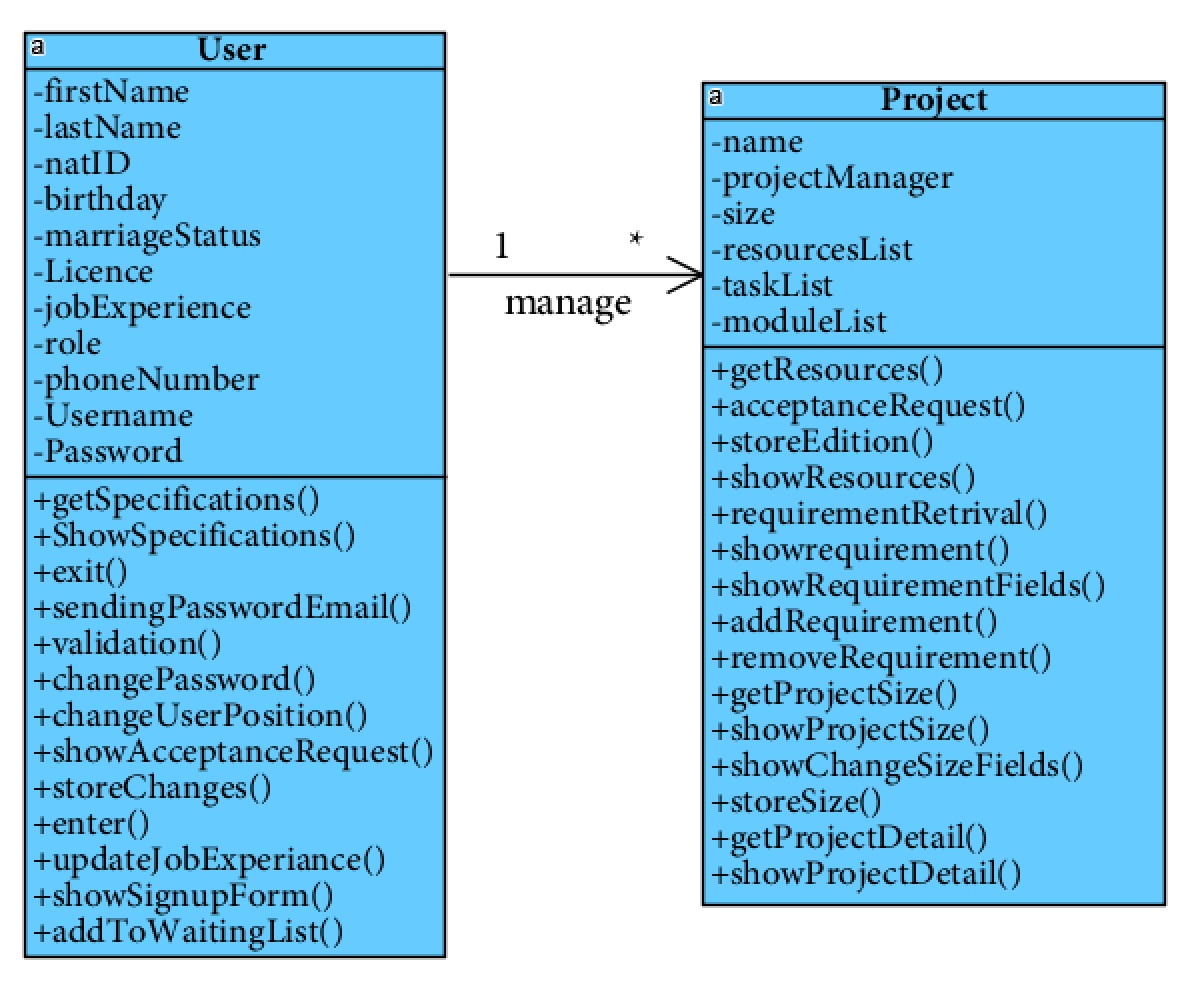 a
User
-firstName
-lastName
-natID
-birthday
-marriageStatus
-Licence
-jobExperience
-role
-phoneNumber
-Username
-Password
+getSpecifications()
+ShowSpecifications()
+exit()
+sendingPasswordEmail()
+validation()
+changePassword()
+changeUserPosition()
+showAcceptanceRequest()
+storeChanges()
+enter()
+updateJobExperiance()
+showSignupForm()
+addToWaitingList()
1 *
manage
a
Project
-name
-projectManager
-size
-resourcesList
-taskList
-moduleList
+getResources()
+acceptanceRequest()
+storeEdition()
+showResources()
+requirementRetrival()
+showrequirement()
+showRequirementFields()
+addRequirement()
+removeRequirement()
+getProjectSize()
+showProjectSize()
+showChangeSizeFields()
+storeSize()
+getProjectDetail()
+showProjectDetail()